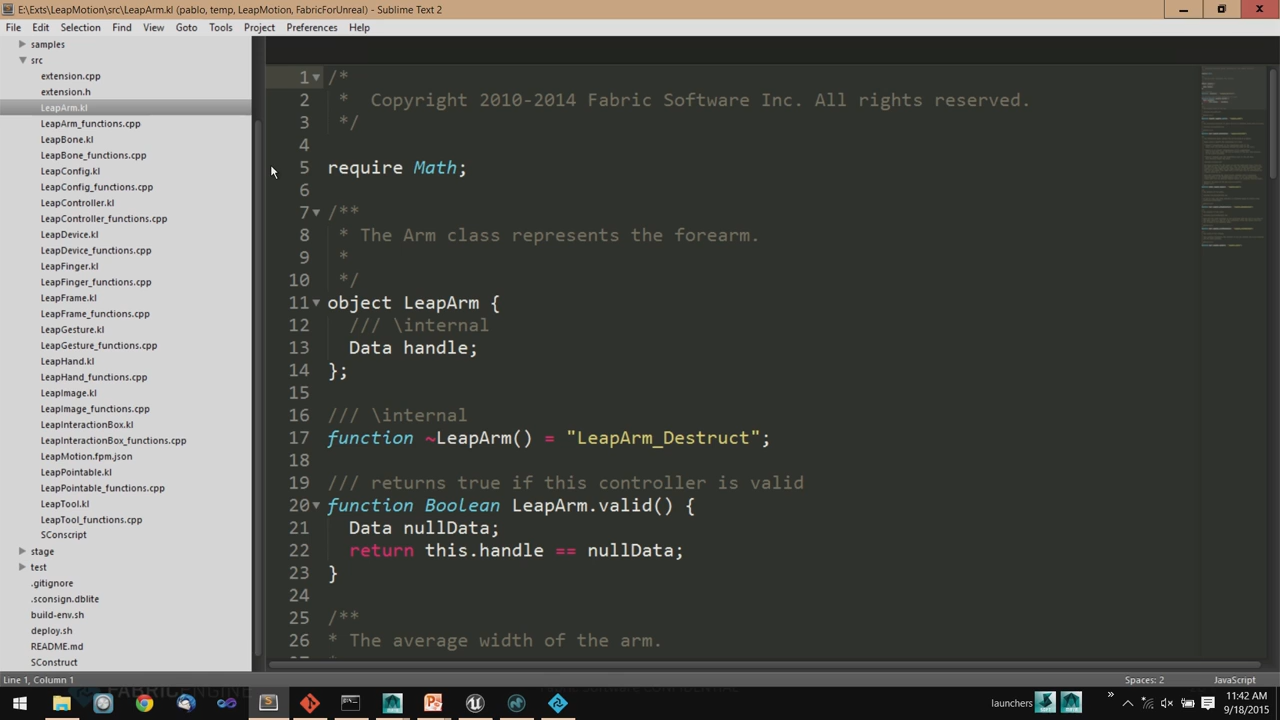 E:\Exts\LeapMotion\src\LeapArm.kl (pablo, temp, LeapMotion, FabricForUnreal) - Sublime Text 2
File Edit Selection Find View Goto Tools Project Preferences Help
samples
src
extension.cpp
extension.h
LeapArm.kl
LeapArm_functions.cpp
LeapBone.kl
LeapBone_functions.cpp
LeapConfig.kl
LeapConfig_functions.cpp
LeapController.kl
LeapController_functions.cpp
LeapDevice.kl
LeapDevice_functions.cpp
LeapFinger.kl
LeapFinger_functions.cpp
LeapFrame.kl
LeapFrame_functions.cpp
LeapGesture.kl
LeapGesture_functions.cpp
LeapHand.kl
LeapHand_functions.cpp
LeapImage.kl
LeapImage_functions.cpp
LeapInteractionBox.kl
LeapInteractionBox_functions.cpp
LeapMotion.fpm.json
LeapPointable.kl
LeapPointable_functions.cpp
LeapTool.kl
LeapTool_functions.cpp
SConscript
stage
test
.gitignore
.sconsign.dblite
build-env.sh
deploy.sh
README.md
SConstruct
1 /*
2 * Copyright 2010-2014 Fabric Software Inc. All rights reserved.
3 */
4
5 require Math;
6
7 /**
8 * The Arm class represents the forearm.
9 *
10 */
11 object LeapArm {
12 /// \internal
13 Data handle;
14 };
15
16 /// \internal
17 function ~LeapArm() = "LeapArm_Destruct";
18
19 /// returns true if this controller is valid
20 function Boolean LeapArm.valid() {
21 Data nullData;
22 return this.handle == nullData;
23 }
24
25 /**
26 * The average width of the arm.
Line 1, Column 1 Spaces: 2 JavaScript
FABRICENGINE
launchers
11:42 AM
9/18/2015